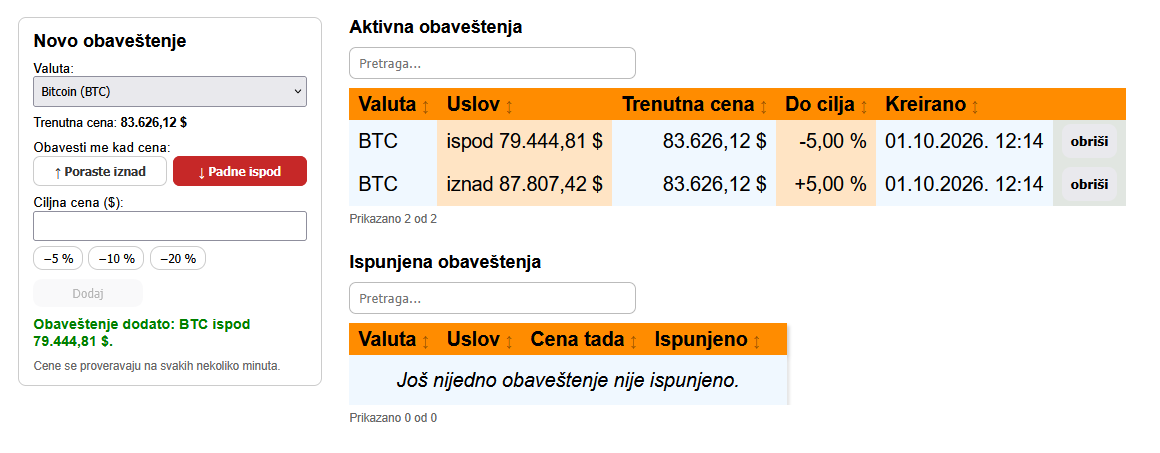 Novo obaveštenje
Valuta:
Bitcoin (BTC)
Trenutna cena: 83.626,12 $
Obavesti me kad cena:
↑ Poraste iznad
↓ Padne ispod
Ciljna cena ($):
−5 %
−10 %
−20 %
Dodaj
Obaveštenje dodato: BTC ispod
79.444,81 $.
Cene se proveravaju na svakih nekoliko minuta.
Aktivna obaveštenja
Pretraga...
Valuta ↕ Uslov ↕ Trenutna cena ↕ Do cilja ↕ Kreirano ↕
BTC ispod 79.444,81 $ 83.626,12 $ -5,00 % 01.10.2026. 12:14 obriši
BTC iznad 87.807,42 $ 83.626,12 $ +5,00 % 01.10.2026. 12:14 obriši
Prikazano 2 od 2
Ispunjena obaveštenja
Pretraga...
Valuta ↕ Uslov ↕ Cena tada ↕ Ispunjeno ↕
Još nijedno obaveštenje nije ispunjeno.
Prikazano 0 od 0